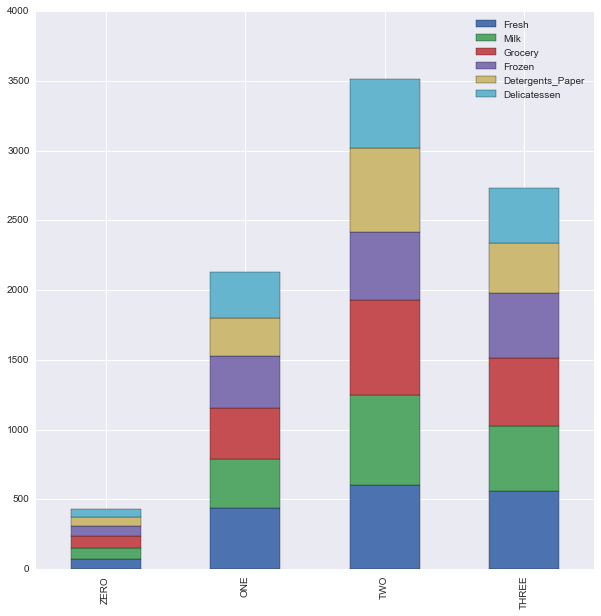 4000
3500
3000
2500
2000
1500
1000
500
0
Fresh
Milk
Grocery
Frozen
Detergents_Paper
Delicatessen
ZERO
ONE
TWO
THREE